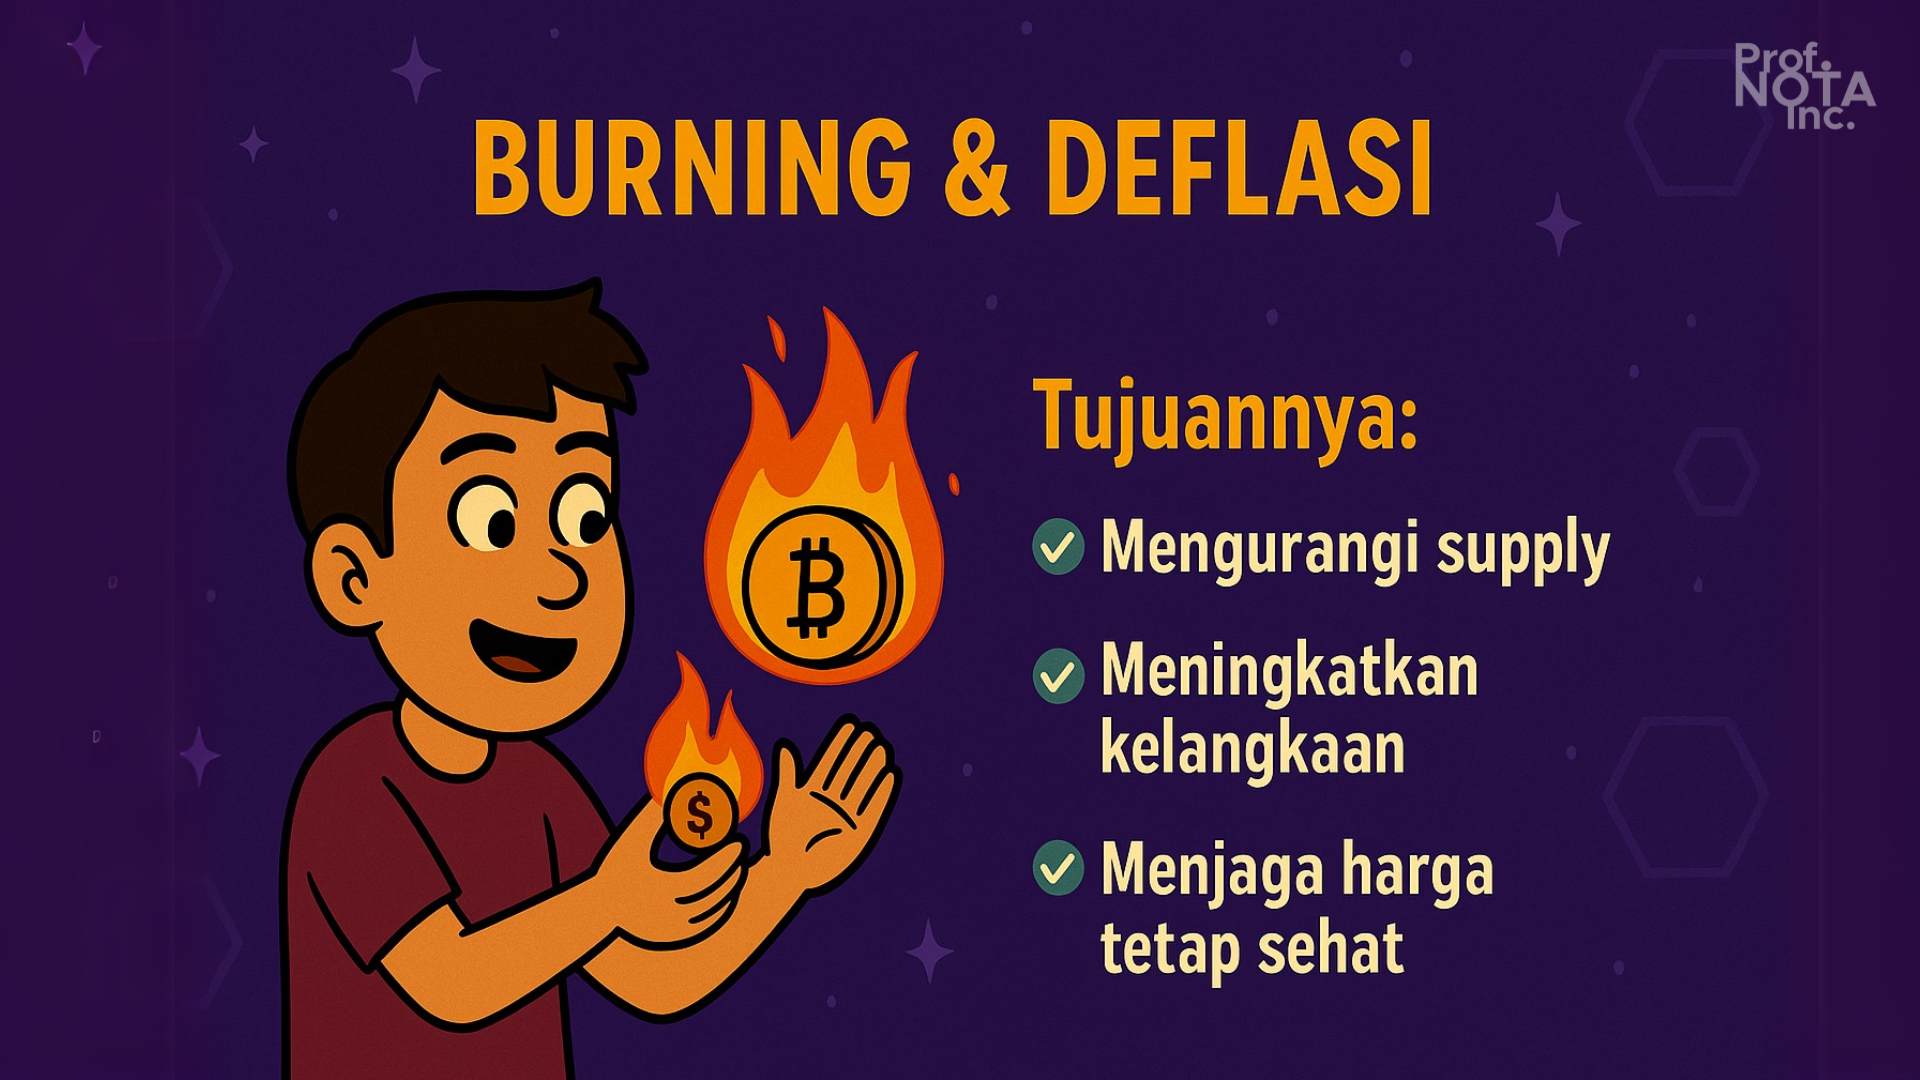 Prof.
NOTA
Inc.
BURNING & DEFLASI
Tujuannya:
Mengurangi supply
Meningkatkan
kelangkaan
Menjaga harga
tetap sehat
$